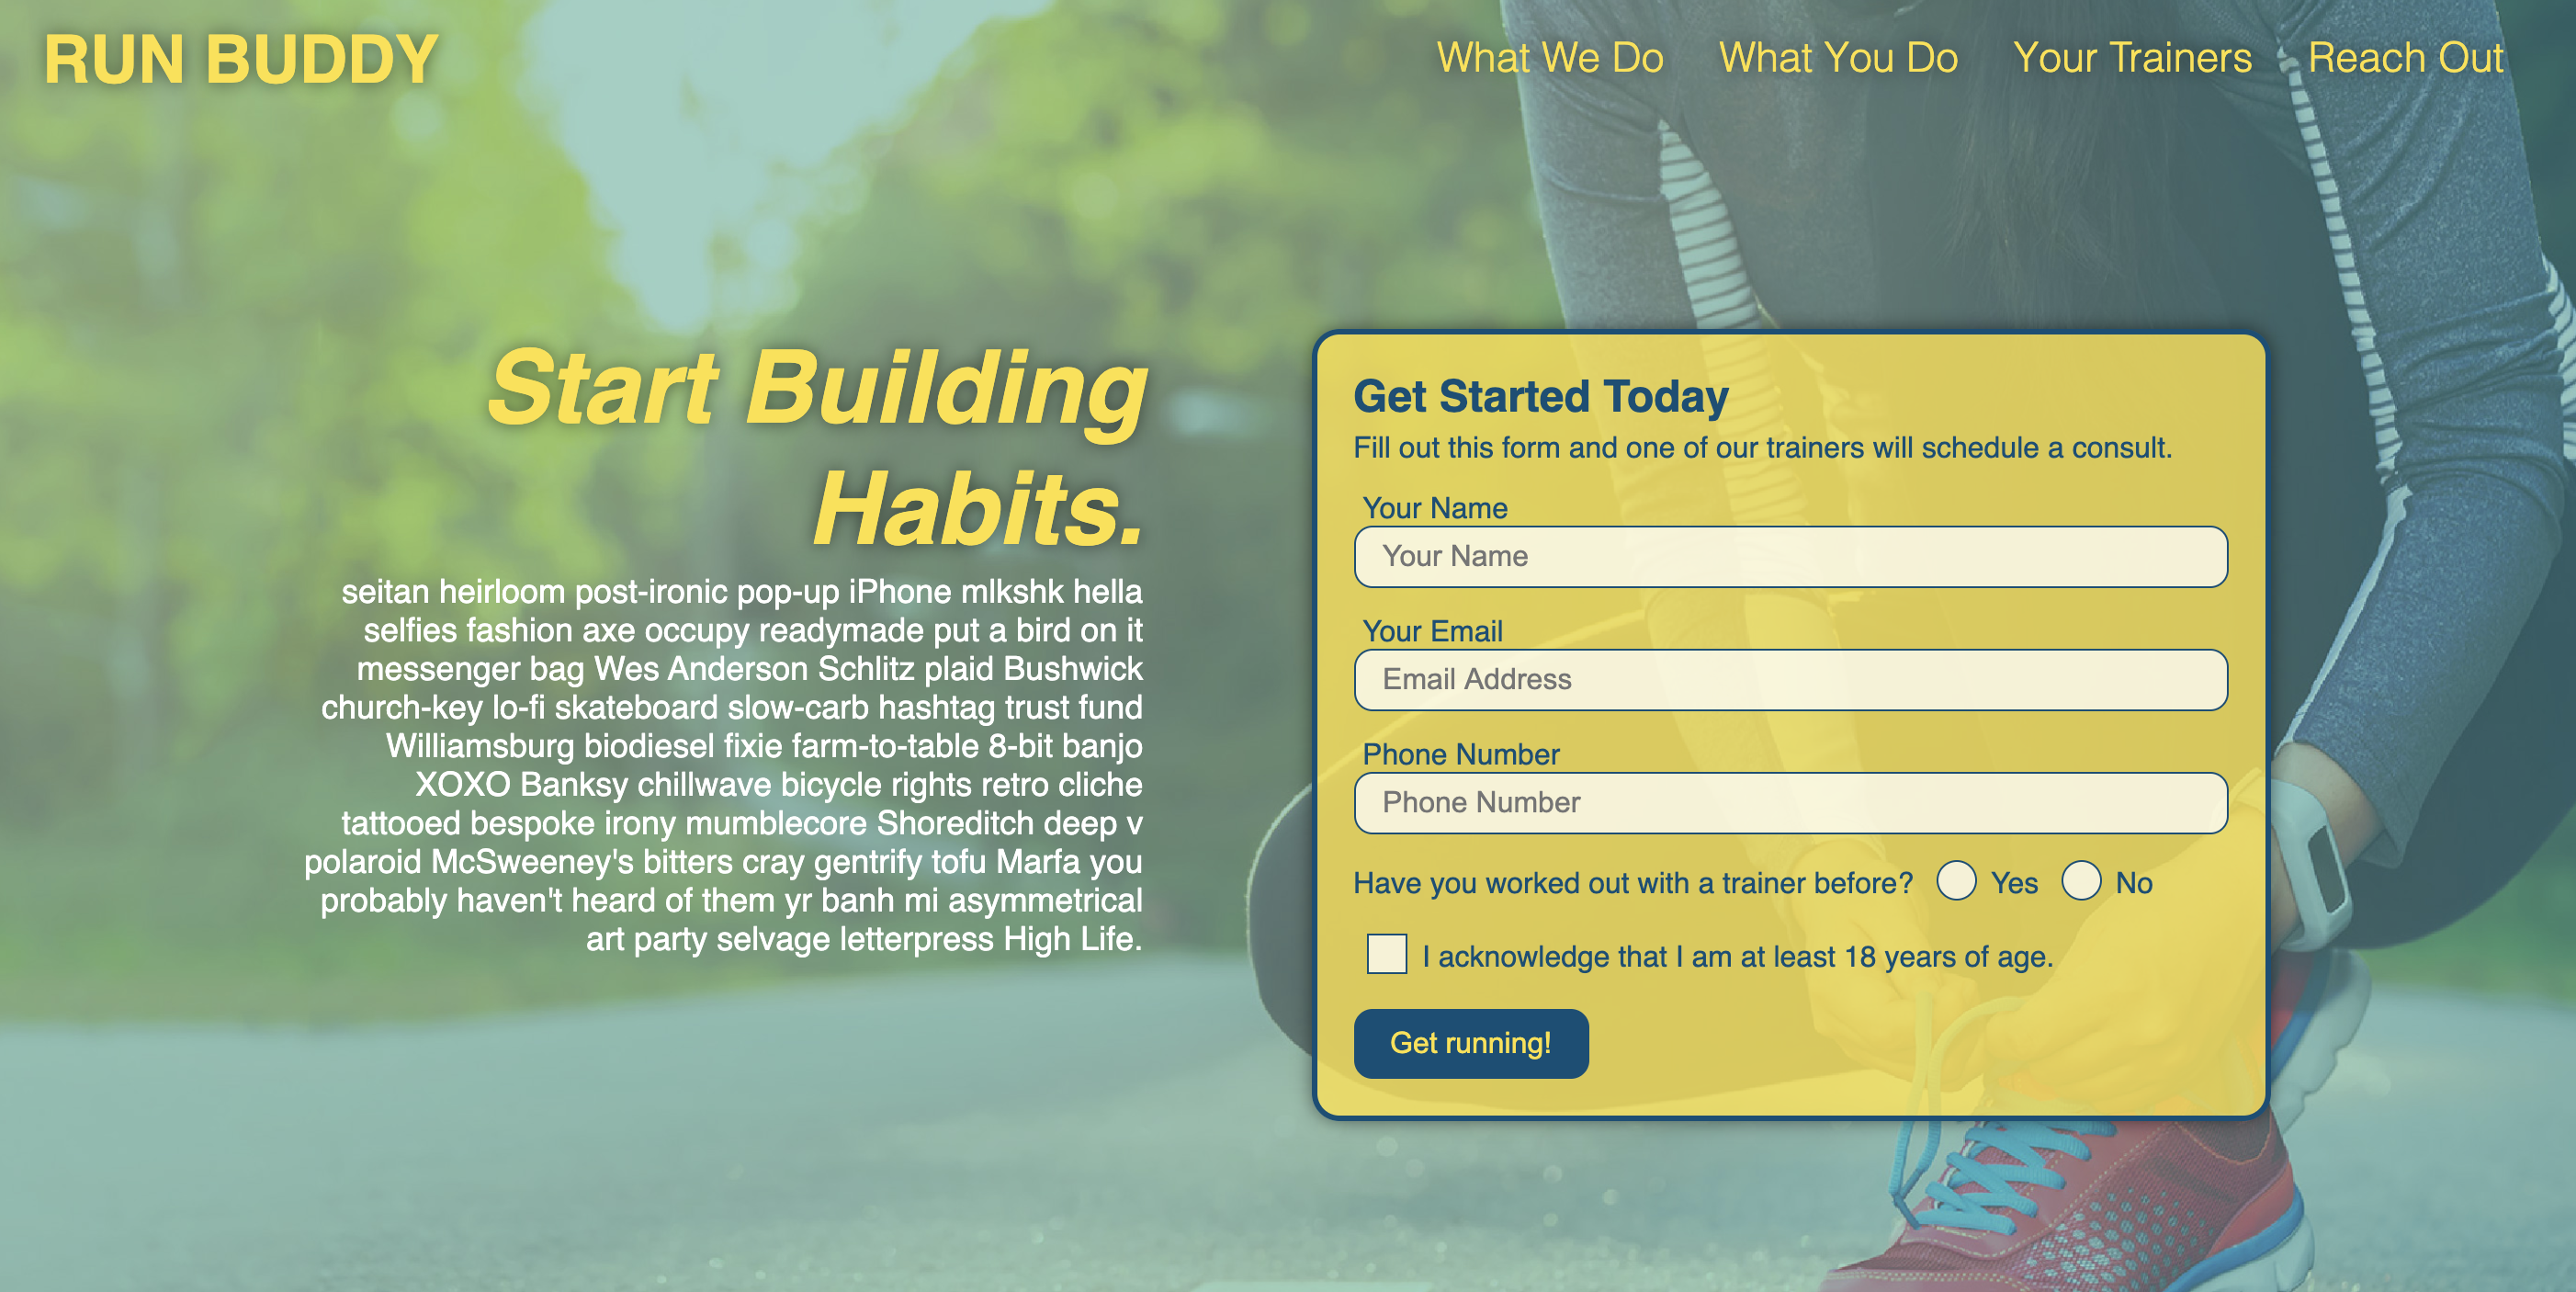 RUN BUDDY
What We Do What You Do Your Trainers Reach Out
Start Building
Habits.
seitan heirloom post-ironic pop-up iPhone mlkshk hella
selfies fashion axe occupy readymade put a bird on it
messenger bag Wes Anderson Schlitz plaid Bushwick
church-key lo-fi skateboard slow-carb hashtag trust fund
Williamsburg biodiesel fixie farm-to-table 8-bit banjo
XOXO Banksy chillwave bicycle rights retro cliche
tattooed bespoke irony mumblecore Shoreditch deep v
polaroid McSweeney's bitters cray gentrify tofu Marfa you
probably haven't heard of them yr banh mi asymmetrical
art party selvage letterpress High Life.
Get Started Today
Fill out this form and one of our trainers will schedule a consult.
Your Name
Your Name
Your Email
Email Address
Phone Number
Phone Number
Have you worked out with a trainer before? Yes No
I acknowledge that I am at least 18 years of age.
Get running!